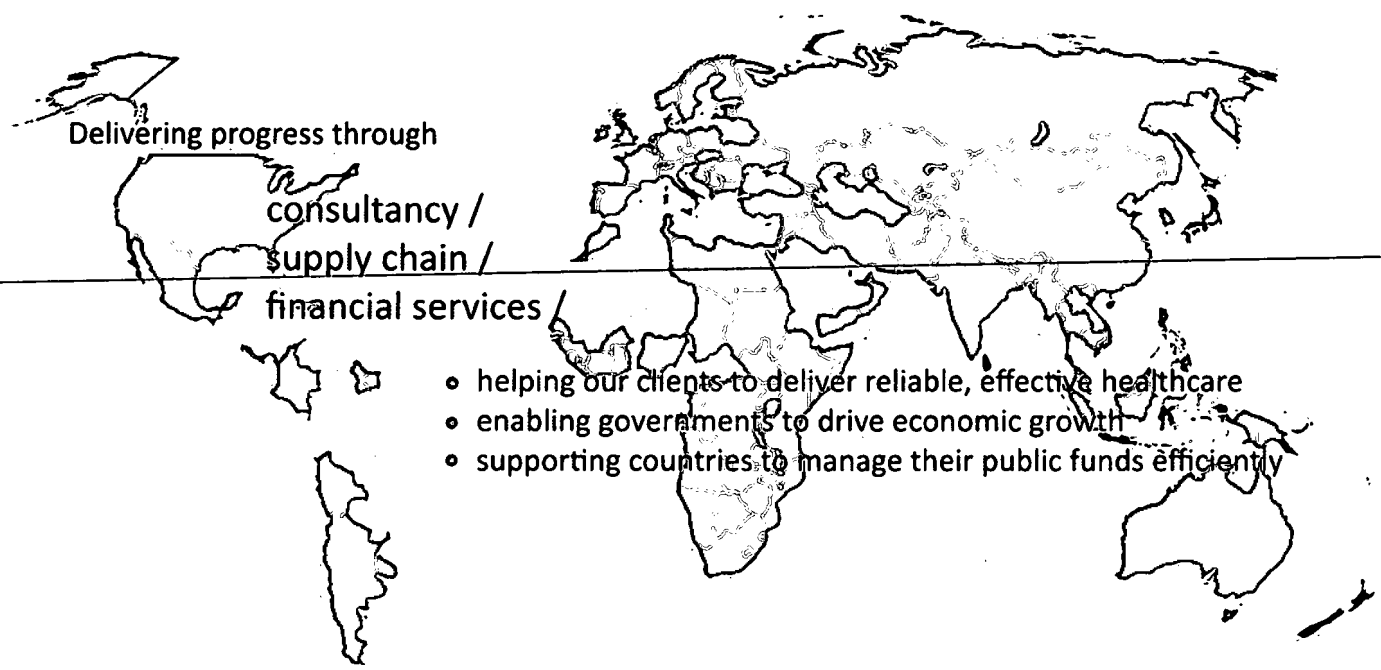 Delivering progress through
consultancy /
supply chain /
financial services /
helping our clients to deliver reliable, effective healthcare
enabling governments to drive economic growth
supporting countries to manage their public funds efficiently